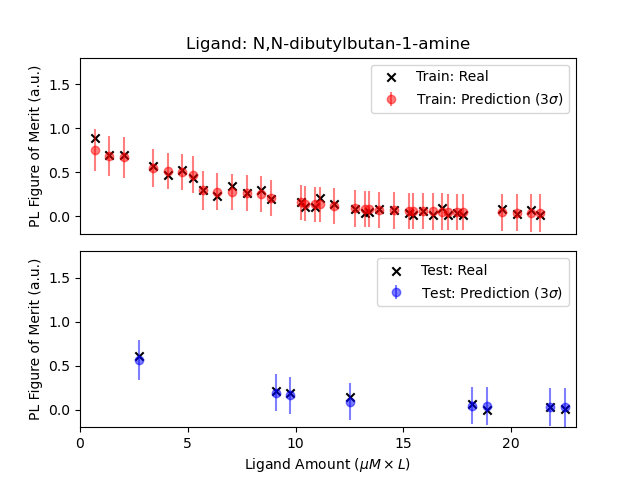 Ligand: N,N-dibutylbutan-1-amine
PL Figure of Merit (a.u.)
1.5
1.0
0.5
0.0
Train: Real
Train: Prediction (3σ)
PL Figure of Merit (a.u.)
1.5
1.0
0.5
0.0
Test: Real
Test: Prediction (3σ)
0 5 10 15 20
Ligand Amount (μM × L)